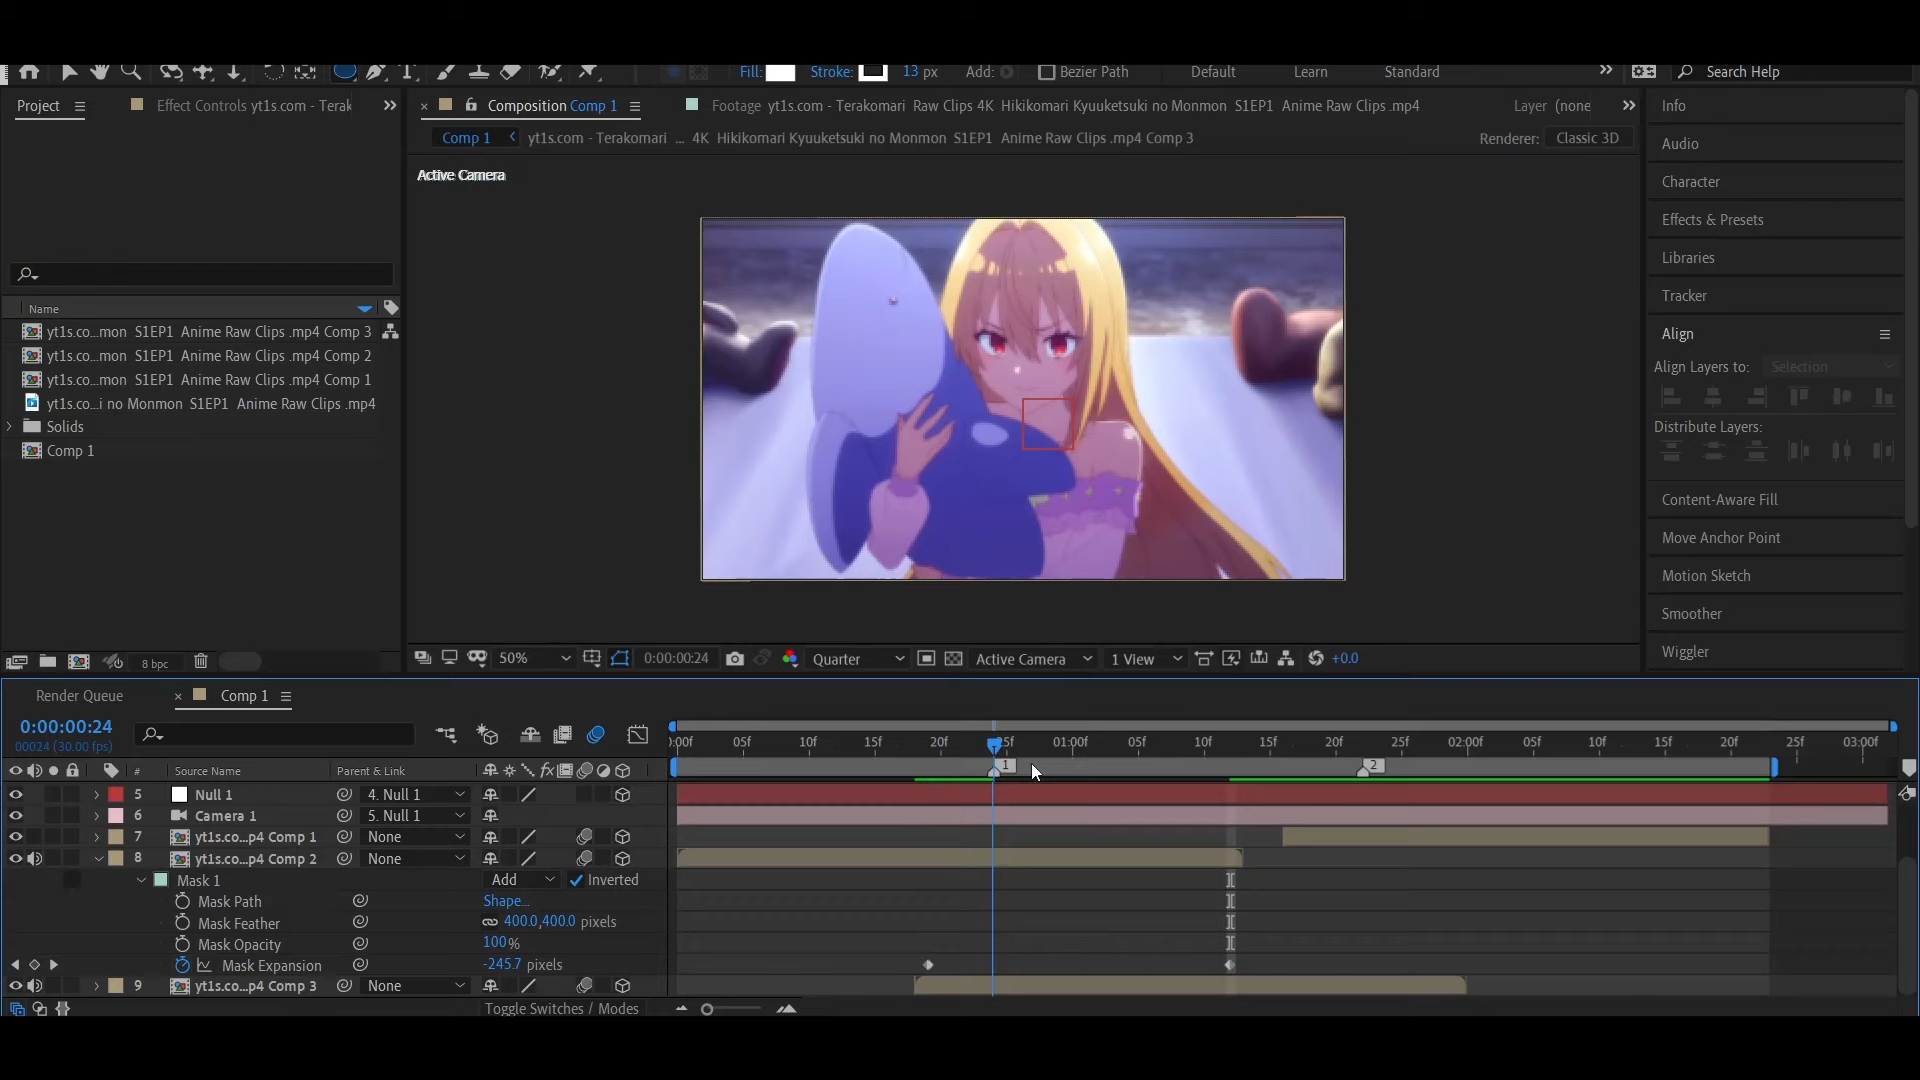 Fill:
Stroke:
13 px
Add:
Bezier Path
Default
Learn
Standard
Search Help
Project
Effect Controls yt1s.com - Terak
Composition Comp 1
Footage yt1s.com - Terakomari Raw Clips 4K Hikikomari Kyuuketsuki no Monmon S1EP1 Anime Raw Clips .mp4
Layer (none
Info
Comp 1
yt1s.com - Terakomari ... 4K Hikikomari Kyuuketsuki no Monmon S1EP1 Anime Raw Clips .mp4 Comp 3
Renderer:
Classic 3D
Audio
Active Camera
Character
Effects & Presets
Libraries
Tracker
Align
Align Layers to:
Selection
Distribute Layers:
Content-Aware Fill
Move Anchor Point
Motion Sketch
Smoother
Wiggler
Name
yt1s.co...mon S1EP1 Anime Raw Clips .mp4 Comp 3
yt1s.co...mon S1EP1 Anime Raw Clips .mp4 Comp 2
yt1s.co...mon S1EP1 Anime Raw Clips .mp4 Comp 1
yt1s.co...i no Monmon S1EP1 Anime Raw Clips .mp4
Solids
Comp 1
8 bpc
50%
0:00:00:24
Quarter
Active Camera
1 View
+0.0
Render Queue
Comp 1
0:00:00:24
00024 (30.00 fps)
:00f 05f 10f 15f 20f 25f 01:00f 05f 10f 15f 20f 25f 02:00f 05f 10f 15f 20f 25f 03:00f
1
2
# Source Name Parent & Link
5 Null 1 4. Null 1
6 Camera 1 5. Null 1
7 yt1s.co...p4 Comp 1 None
8 yt1s.co...p4 Comp 2 None
Mask 1 Add Inverted
Mask Path Shape...
Mask Feather 400.0,400.0 pixels
Mask Opacity 100%
Mask Expansion -245.7 pixels
9 yt1s.co...p4 Comp 3 None
Toggle Switches / Modes